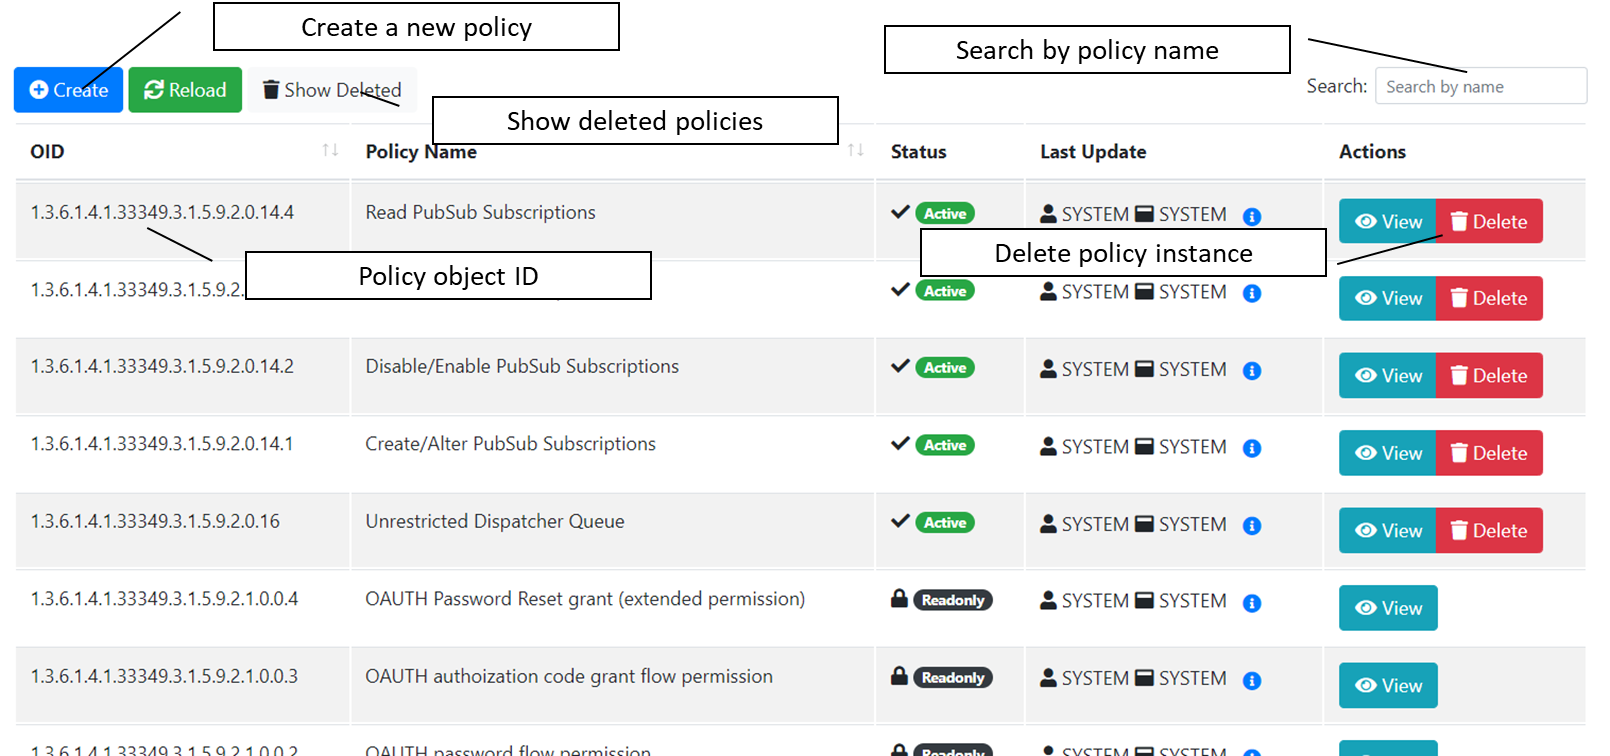 Create a new policy
Search by policy name
Create Reload Show Deleted Search: Search by name
Show deleted policies
OID Policy Name Status Last Update Actions
1.3.6.1.4.1.33349.3.1.5.9.2.0.14.4 Read PubSub Subscriptions Active SYSTEM SYSTEM View Delete
Delete policy instance
Policy object ID
1.3.6.1.4.1.33349.3.1.5.9.2. Active SYSTEM SYSTEM View Delete
1.3.6.1.4.1.33349.3.1.5.9.2.0.14.2 Disable/Enable PubSub Subscriptions Active SYSTEM SYSTEM View Delete
1.3.6.1.4.1.33349.3.1.5.9.2.0.14.1 Create/Alter PubSub Subscriptions Active SYSTEM SYSTEM View Delete
1.3.6.1.4.1.33349.3.1.5.9.2.0.16 Unrestricted Dispatcher Queue Active SYSTEM SYSTEM View Delete
1.3.6.1.4.1.33349.3.1.5.9.2.1.0.0.4 OAUTH Password Reset grant (extended permission) Readonly SYSTEM SYSTEM View
1.3.6.1.4.1.33349.3.1.5.9.2.1.0.0.3 OAUTH authoization code grant flow permission Readonly SYSTEM SYSTEM View
1.3.6.1.4.1.33349.3.1.5.9.2.1.0.0.2 OAUTH password flow permission Readonly SYSTEM SYSTEM